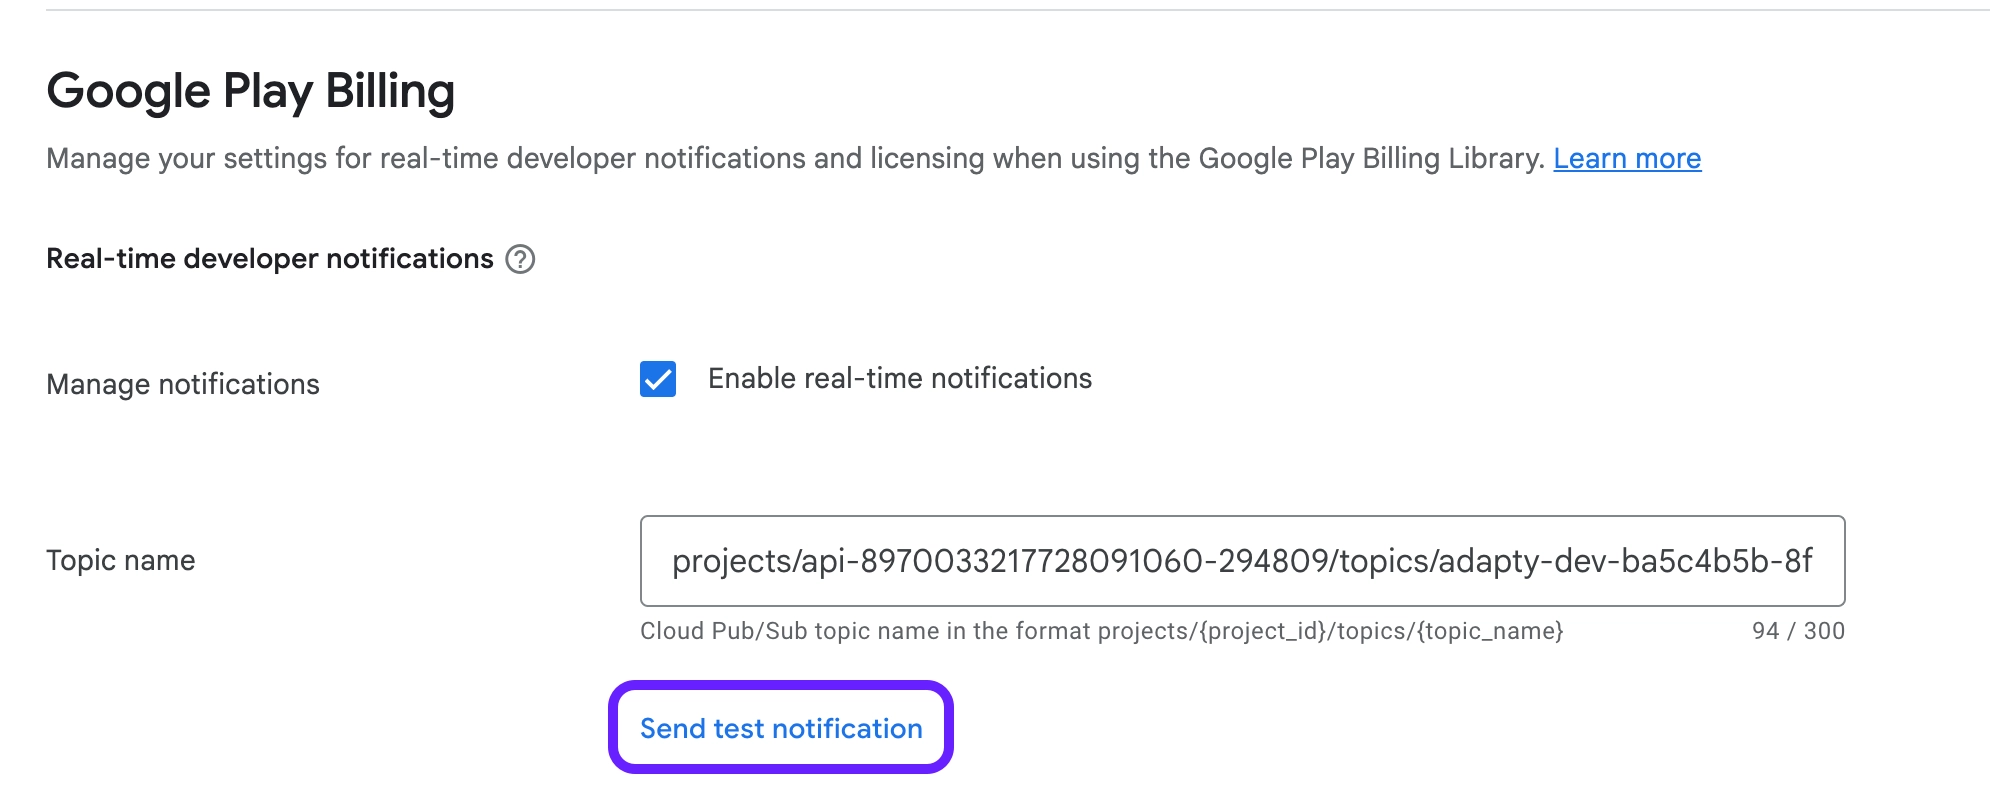 Google Play Billing
Manage your settings for real-time developer notifications and licensing when using the Google Play Billing Library. Learn more
Real-time developer notifications
Manage notifications
Enable real-time notifications
Topic name
projects/api-8970033217728091060-294809/topics/adapty-dev-ba5c4b5b-8f
Cloud Pub/Sub topic name in the format projects/{project_id}/topics/{topic_name}
94 / 300
Send test notification